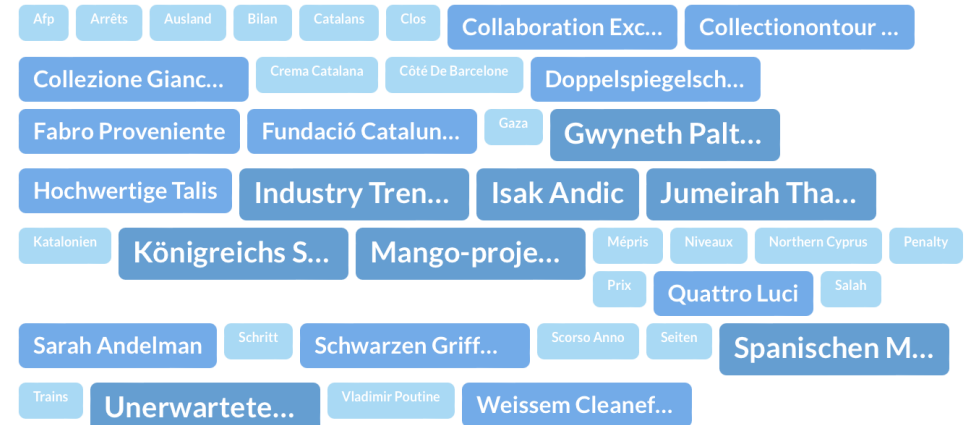 Afp Arrêts Ausland Bilan Catalans Clos Collaboration Exc... Collectionontour ...
Collezione Gianc... Crema Catalana Côté De Barcelone Doppelspiegelsch...
Fabro Proveniente Fundació Catalun... Gaza Gwyneth Palt...
Hochwertige Talis Industry Tren... Isak Andic Jumeirah Tha...
Katalonien Königreichs S... Mango-proje... Mépris Niveaux Northern Cyprus Penalty
Prix Quattro Luci Salah
Sarah Andelman Schritt Schwarzen Griff... Scorso Anno Seiten Spanischen M...
Trains Unerwartete... Vladimir Poutine Weissem Cleanef...